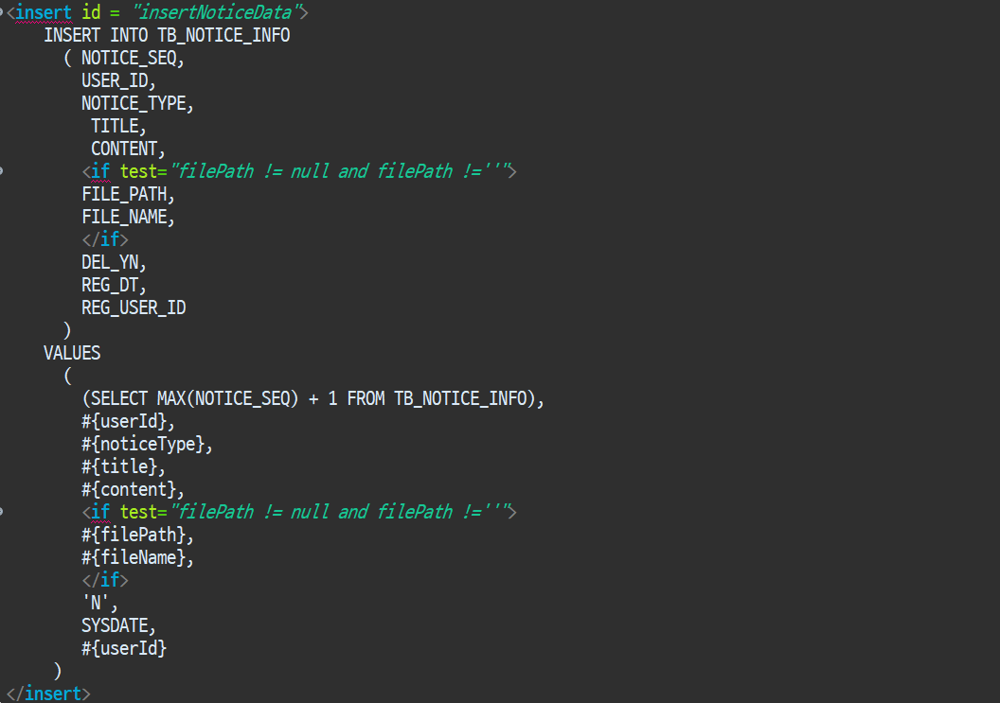 <insert id = "insertNoticeData">
INSERT INTO TB_NOTICE_INFO
( NOTICE_SEQ,
USER_ID,
NOTICE_TYPE,
TITLE,
CONTENT,
<if test="filePath != null and filePath !=''">
FILE_PATH,
FILE_NAME,
</if>
DEL_YN,
REG_DT,
REG_USER_ID
)
VALUES
(
(SELECT MAX(NOTICE_SEQ) + 1 FROM TB_NOTICE_INFO),
#{userId},
#{noticeType},
#{title},
#{content},
<if test="filePath != null and filePath !=''">
#{filePath},
#{fileName},
</if>
'N',
SYSDATE,
#{userId}
)
</insert>